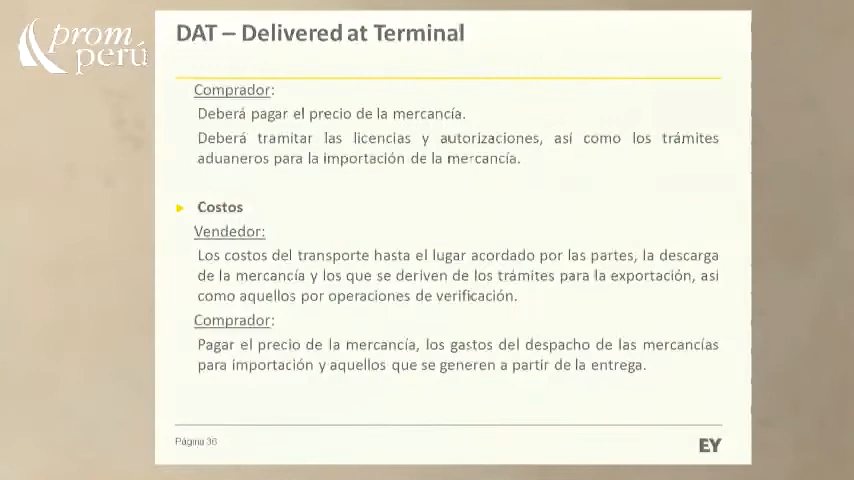 prom
perú
DAT – Delivered at Terminal
Comprador:
Deberá pagar el precio de la mercancía.
Deberá tramitar las licencias y autorizaciones, así como los trámites
aduaneros para la importación de la mercancía.
► Costos
Vendedor:
Los costos del transporte hasta el lugar acordado por las partes, la descarga
de la mercancía y los que se deriven de los trámites para la exportación, así
como aquellos por operaciones de verificación.
Comprador:
Pagar el precio de la mercancía, los gastos del despacho de las mercancías
para importación y aquellos que se generen a partir de la entrega.
Página 36
EY